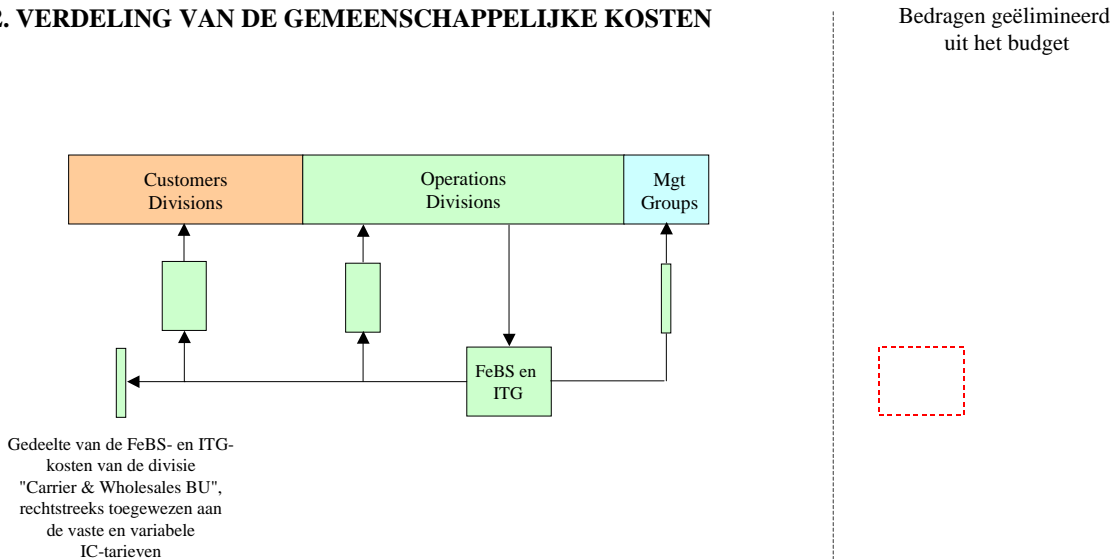 2. VERDELING VAN DE GEMEENSCHAPPELIJKE KOSTEN
Bedragen geëlimineerd
uit het budget
Customers
Divisions
Operations
Divisions
Mgt
Groups
FeBS en
ITG
Gedeelte van de FeBS- en ITG-
kosten van de divisie
"Carrier & Wholesales BU",
rechtstreeks toegewezen aan
de vaste en variabele
IC-tarieven